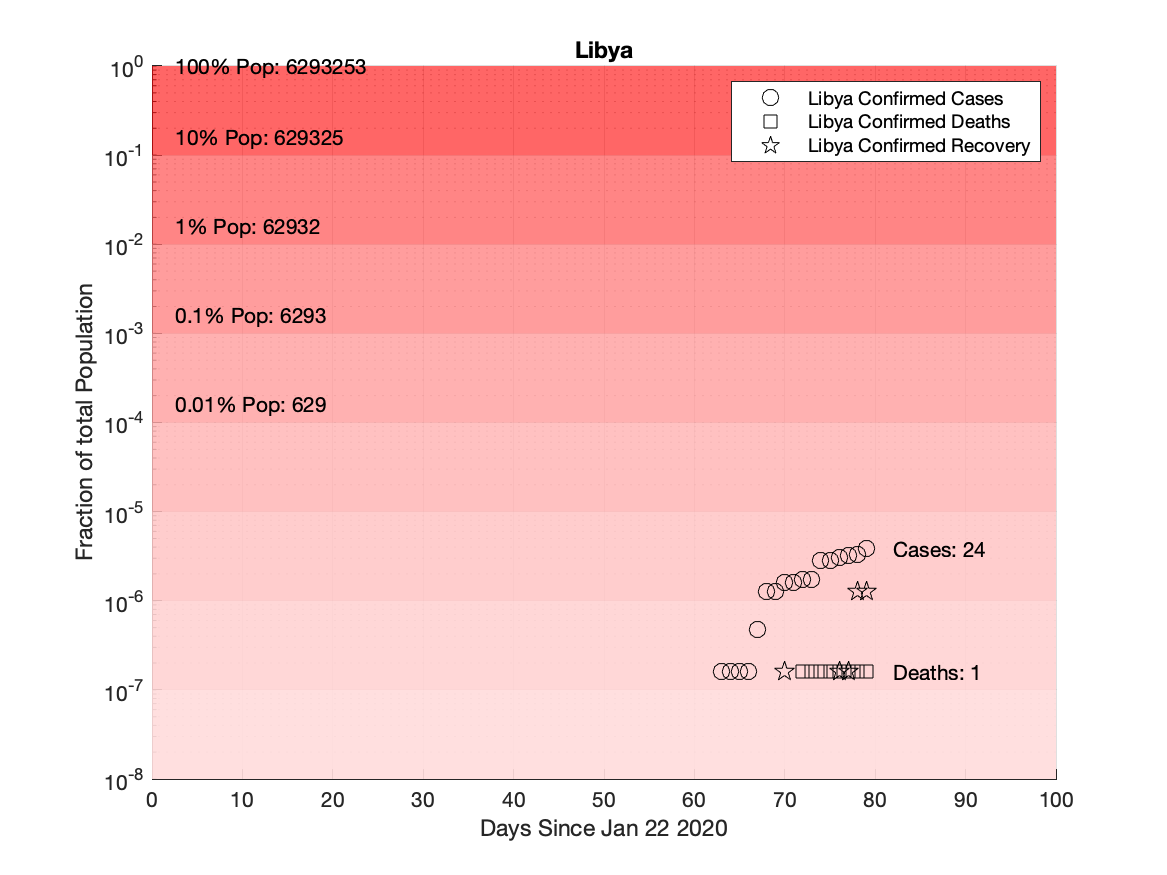 Libya
10^0
100% Pop: 6293253
Libya Confirmed Cases
Libya Confirmed Deaths
Libya Confirmed Recovery
10% Pop: 629325
10^-1
1% Pop: 62932
10^-2
0.1% Pop: 6293
10^-3
0.01% Pop: 629
10^-4
10^-5
Cases: 24
10^-6
Deaths: 1
10^-7
10^-8
Fraction of total Population
0 10 20 30 40 50 60 70 80 90 100
Days Since Jan 22 2020